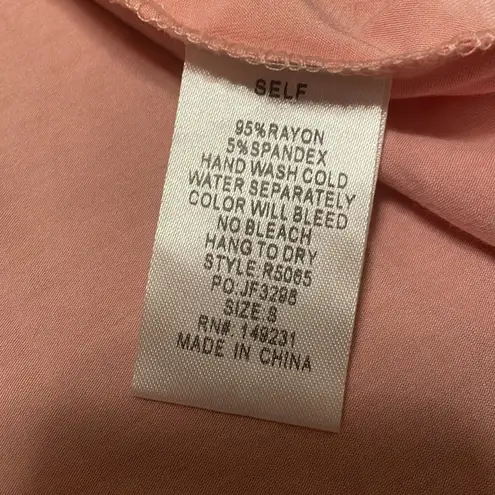 SELF
95%RAYON
5%SPANDEX
HAND WASH COLD
WATER SEPARATELY
COLOR WILL BLEED
NO BLEACH
HANG TO DRY
STYLE:R5065
PO:JF3298
SIZE:S
RN#: 149231
MADE IN CHINA